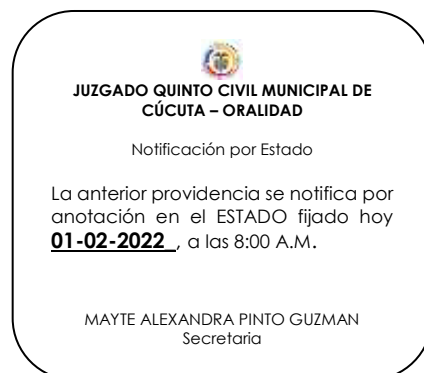 JUZGADO QUINTO CIVIL MUNICIPAL DE
CÚCUTA – ORALIDAD
Notificación por Estado
La anterior providencia se notifica por
anotación en el ESTADO fijado hoy
01-02-2022_, a las 8:00 A.M.
MAYTE ALEXANDRA PINTO GUZMAN
Secretaria